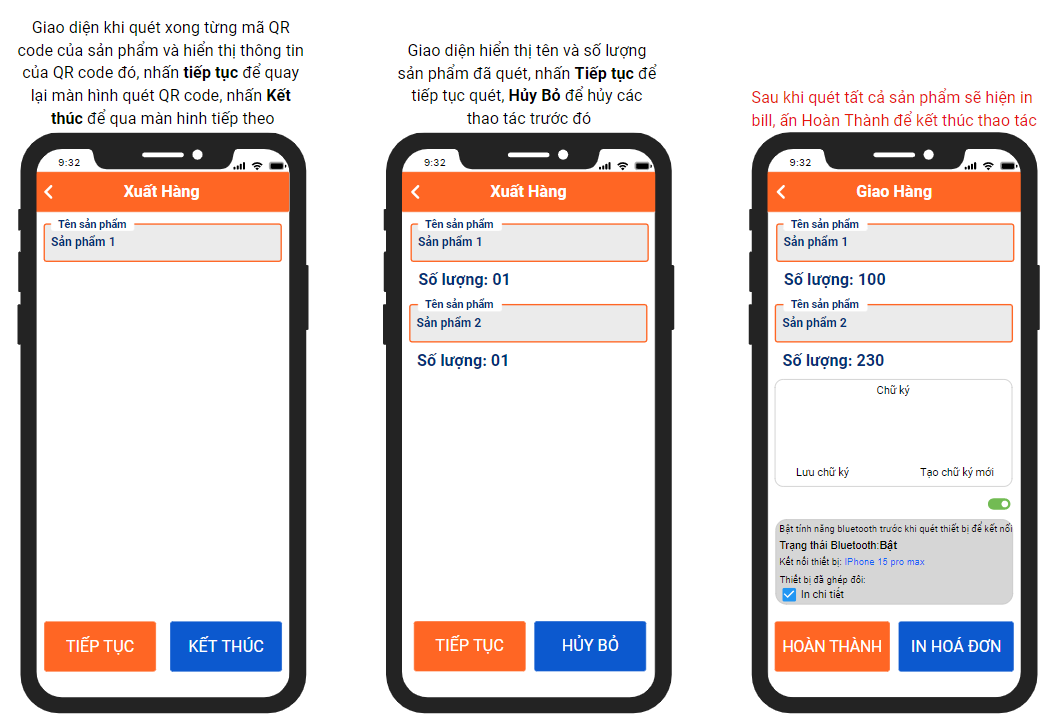 Giao diện khi quét xong từng mã QR
code của sản phẩm và hiển thị thông tin
của QR code đó, nhấn tiếp tục để quay
lại màn hình quét QR code, nhấn Kết
thúc để qua màn hình tiếp theo
9:32
Xuất Hàng
Tên sản phẩm
Sản phẩm 1
TIẾP TỤC
KẾT THÚC
Giao diện hiển thị tên và số lượng
sản phẩm đã quét, nhấn Tiếp tục để
tiếp tục quét, Hủy Bỏ để hủy các
thao tác trước đó
9:32
Xuất Hàng
Tên sản phẩm
Sản phẩm 1
Số lượng: 01
Tên sản phẩm
Sản phẩm 2
Số lượng: 01
TIẾP TỤC
HỦY BỎ
Sau khi quét tất cả sản phẩm sẽ hiện in
bill, ấn Hoàn Thành để kết thúc thao tác
9:32
Giao Hàng
Tên sản phẩm
Sản phẩm 1
Số lượng: 100
Tên sản phẩm
Sản phẩm 2
Số lượng: 230
Chữ ký
Lưu chữ ký
Tạo chữ ký mới
Bật tính năng bluetooth trước khi quét thiết bị để kết nối
Trạng thái Bluetooth:Bật
Kết nối thiết bị: IPhone 15 pro max
Thiết bị đã ghép đôi:
In chi tiết
HOÀN THÀNH
IN HOÁ ĐƠN